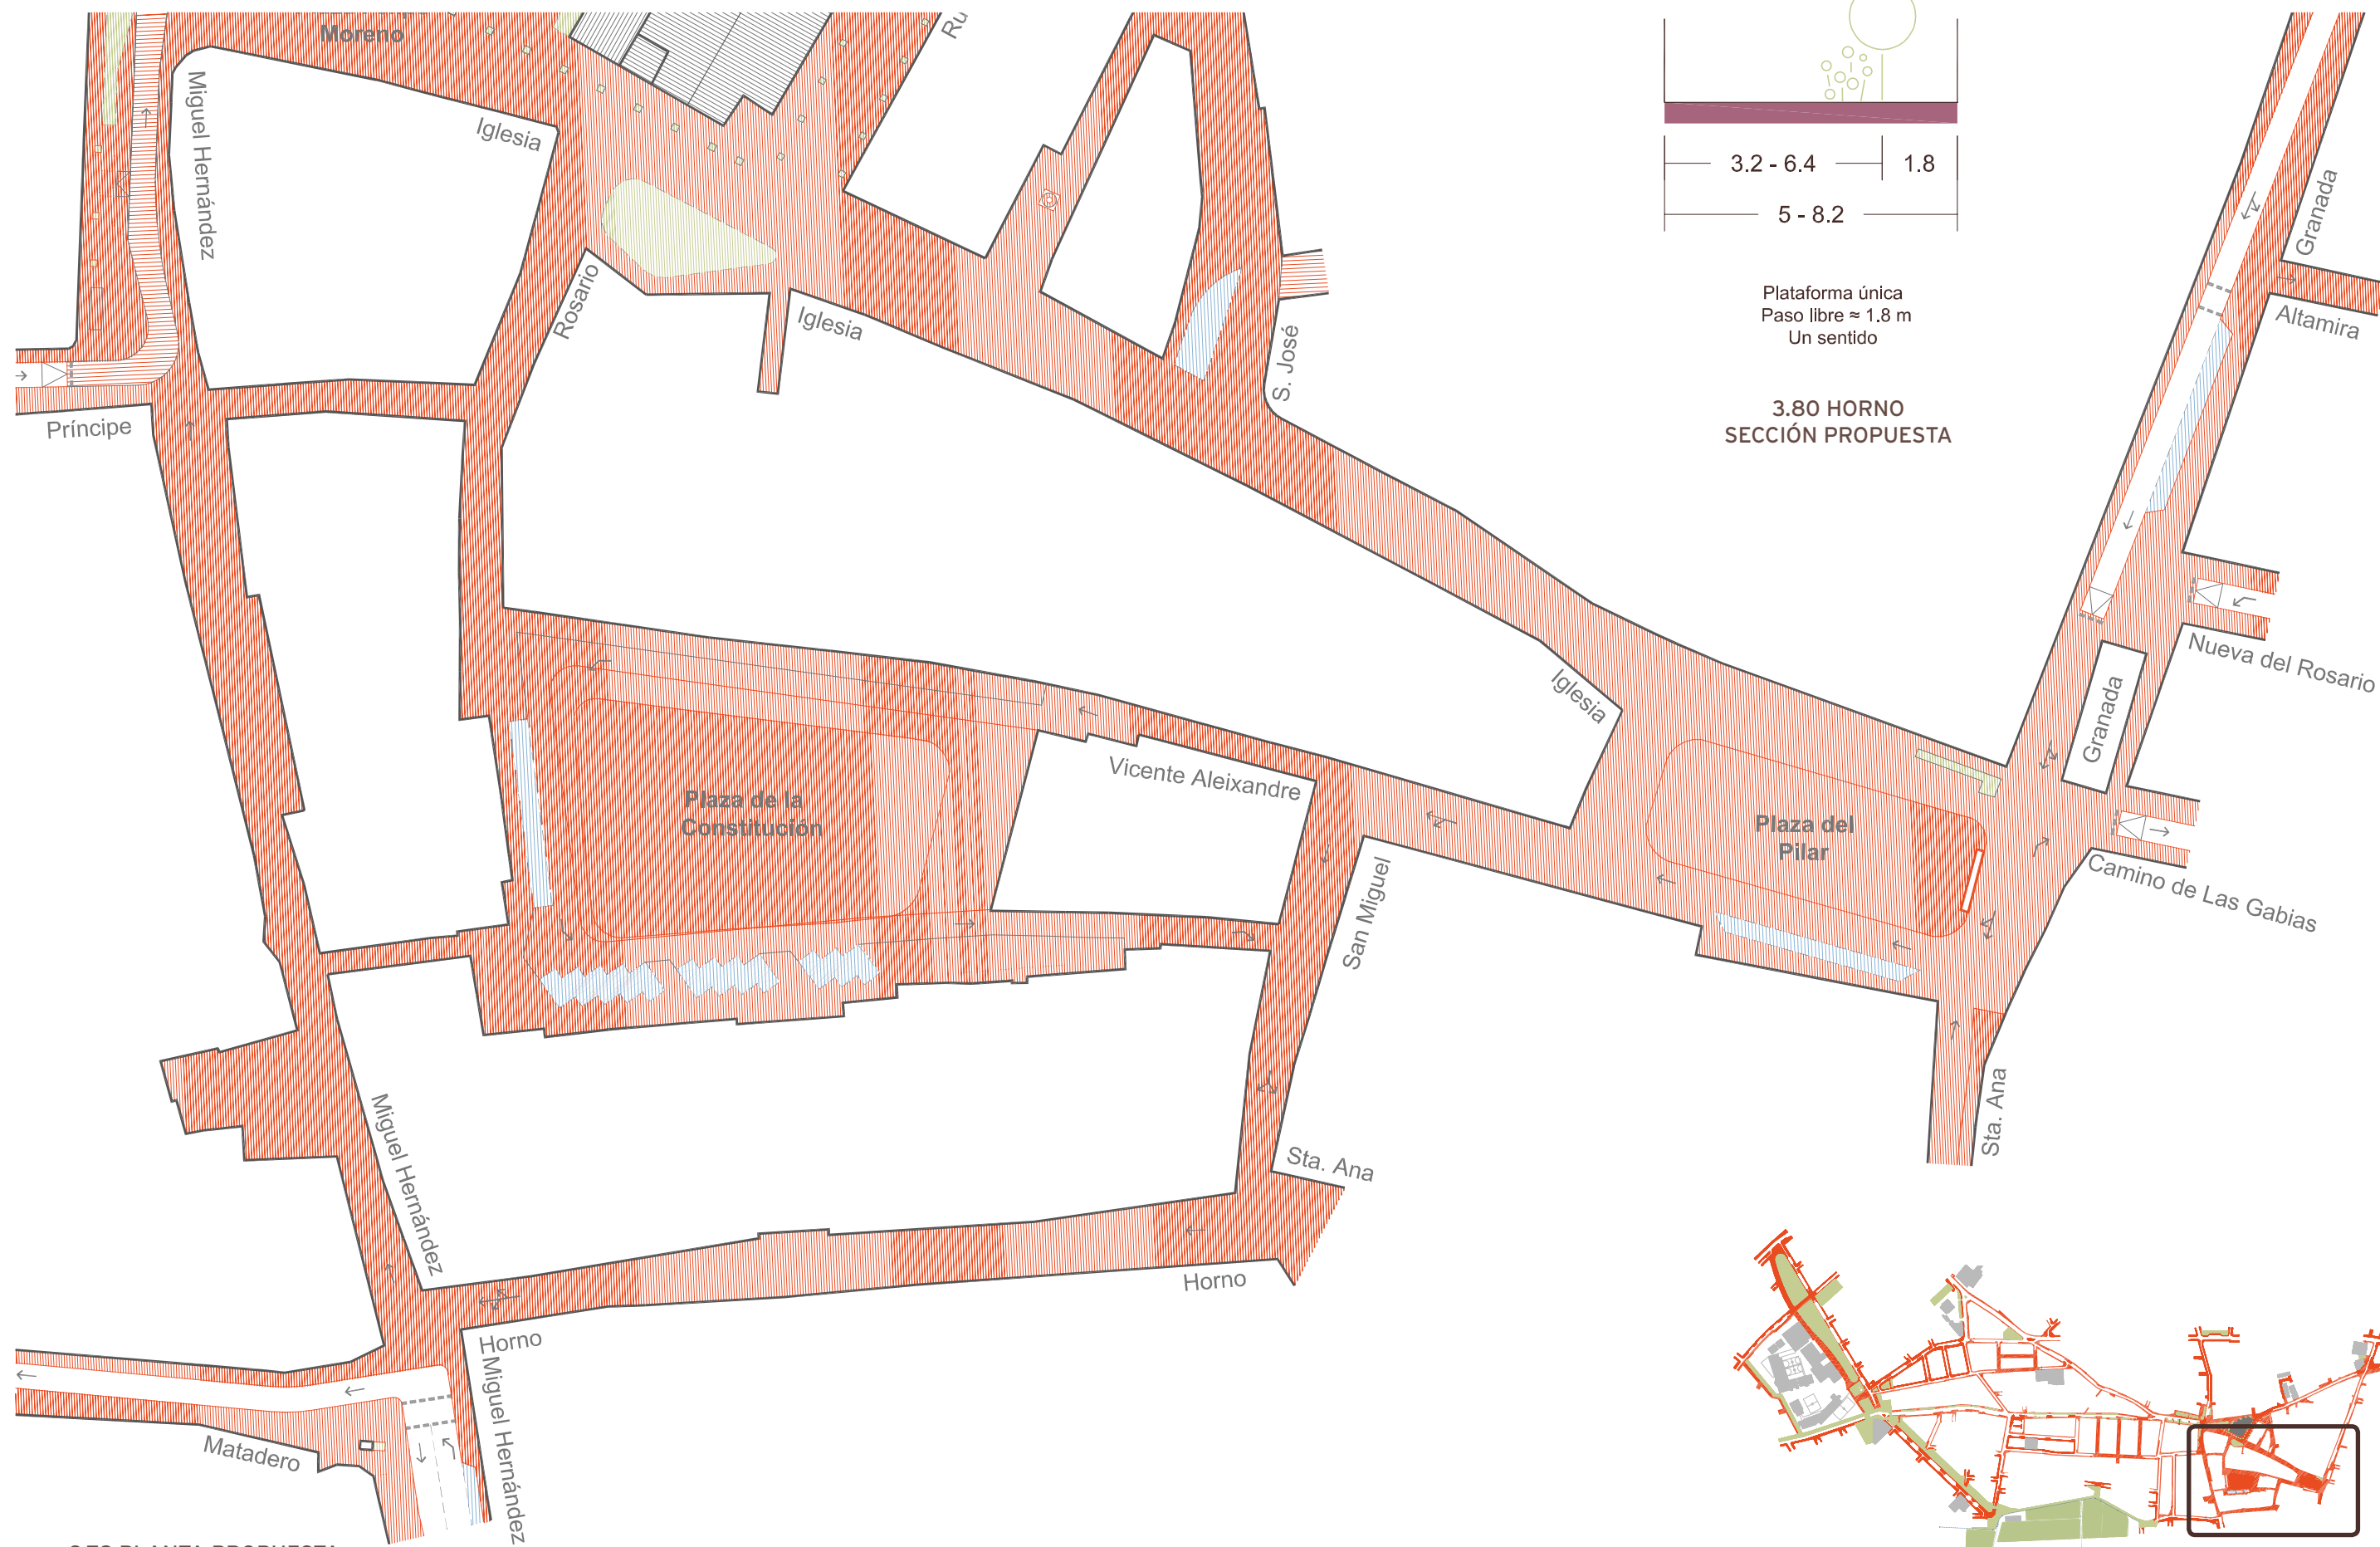 Moreno
Miguel Hernández
Iglesia
Ru
3.2 - 6.4
1.8
5 - 8.2
Plataforma única
Paso libre ≈ 1.8 m
Un sentido
3.80 HORNO
SECCIÓN PROPUESTA
Granada
Altamira
Rosario
Iglesia
S. José
Príncipe
Nueva del Rosario
Iglesia
Granada
Vicente Aleixandre
Plaza de la
Constitución
Plaza del
Pilar
San Miguel
Camino de Las Gabias
Sta. Ana
Miguel Hernández
Sta. Ana
Horno
Horno
Miguel Hernández
Matadero